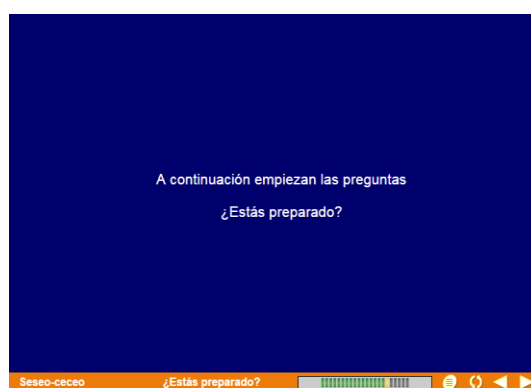 A continuación empiezan las preguntas
¿Estás preparado?
Seseo-ceceo ¿Estás preparado?